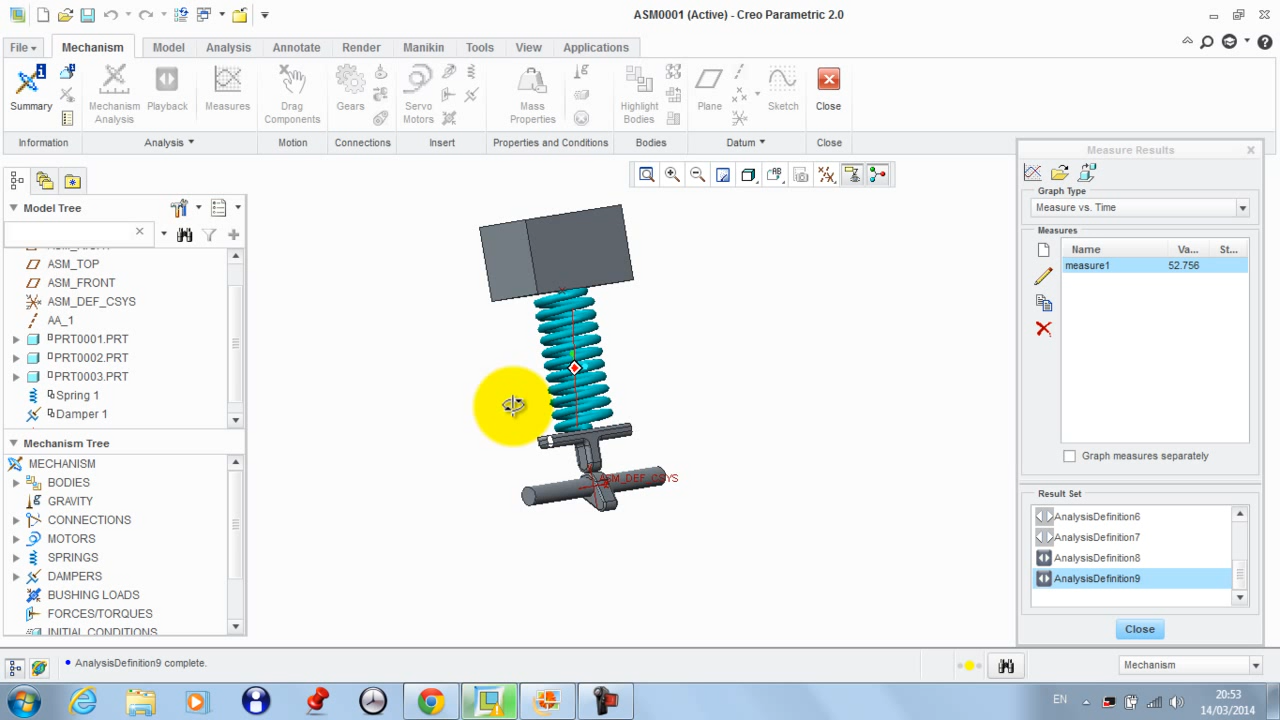 ASM0001 (Active) - Creo Parametric 2.0
File Mechanism Model Analysis Annotate Render Manikin Tools View Applications
Summary
Mechanism Analysis
Playback
Measures
Drag Components
Gears
Servo Motors
Mass Properties
Highlight Bodies
Plane
Sketch
Close
Information Analysis Motion Connections Insert Properties and Conditions Bodies Datum Close
Model Tree
ASM_TOP
ASM_FRONT
ASM_DEF_CSYS
AA_1
PRT0001.PRT
PRT0002.PRT
PRT0003.PRT
Spring 1
Damper 1
Mechanism Tree
MECHANISM
BODIES
GRAVITY
CONNECTIONS
MOTORS
SPRINGS
DAMPERS
BUSHING LOADS
FORCES/TORQUES
INITIAL CONDITIONS
ASM_DEF_CSYS
Measure Results
Graph Type
Measure vs. Time
Measures
Name Va... St...
measure1 52.756
Graph measures separately
Result Set
AnalysisDefinition6
AnalysisDefinition7
AnalysisDefinition8
AnalysisDefinition9
Close
AnalysisDefinition9 complete.
Mechanism
EN
20:53
14/03/2014